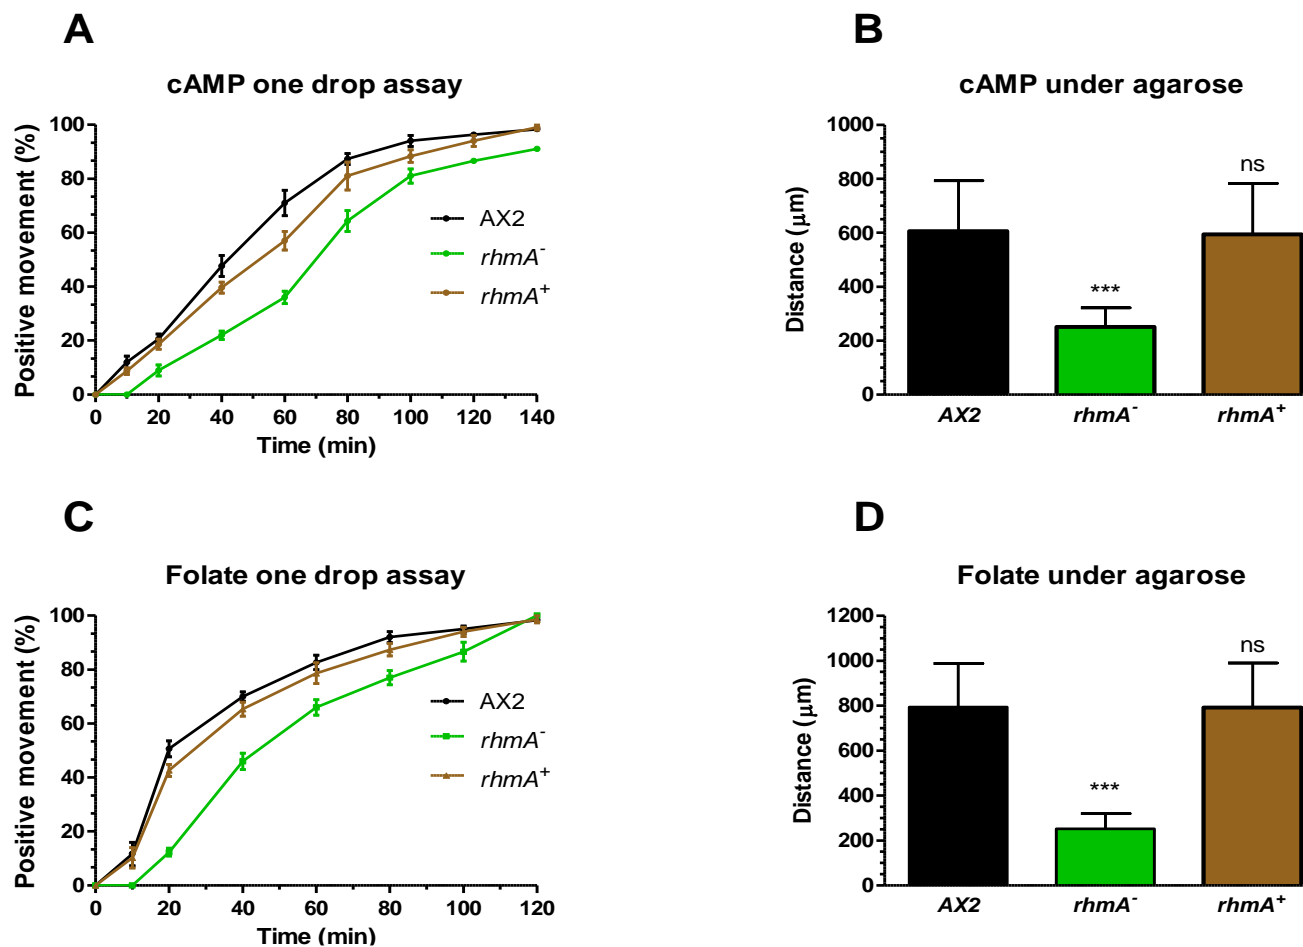 A
cAMP one drop assay
Positive movement (%)
100
80
60
40
20
0
AX2
rhmA⁻
rhmA⁺
0 20 40 60 80 100 120 140
Time (min)
B
cAMP under agarose
Distance (μm)
1000
800
600
400
200
0
***
ns
AX2 rhmA⁻ rhmA⁺
C
Folate one drop assay
Positive movement (%)
100
80
60
40
20
0
AX2
rhmA⁻
rhmA⁺
0 20 40 60 80 100 120
Time (min)
D
Folate under agarose
Distance (μm)
1200
1000
800
600
400
200
0
***
ns
AX2 rhmA⁻ rhmA⁺